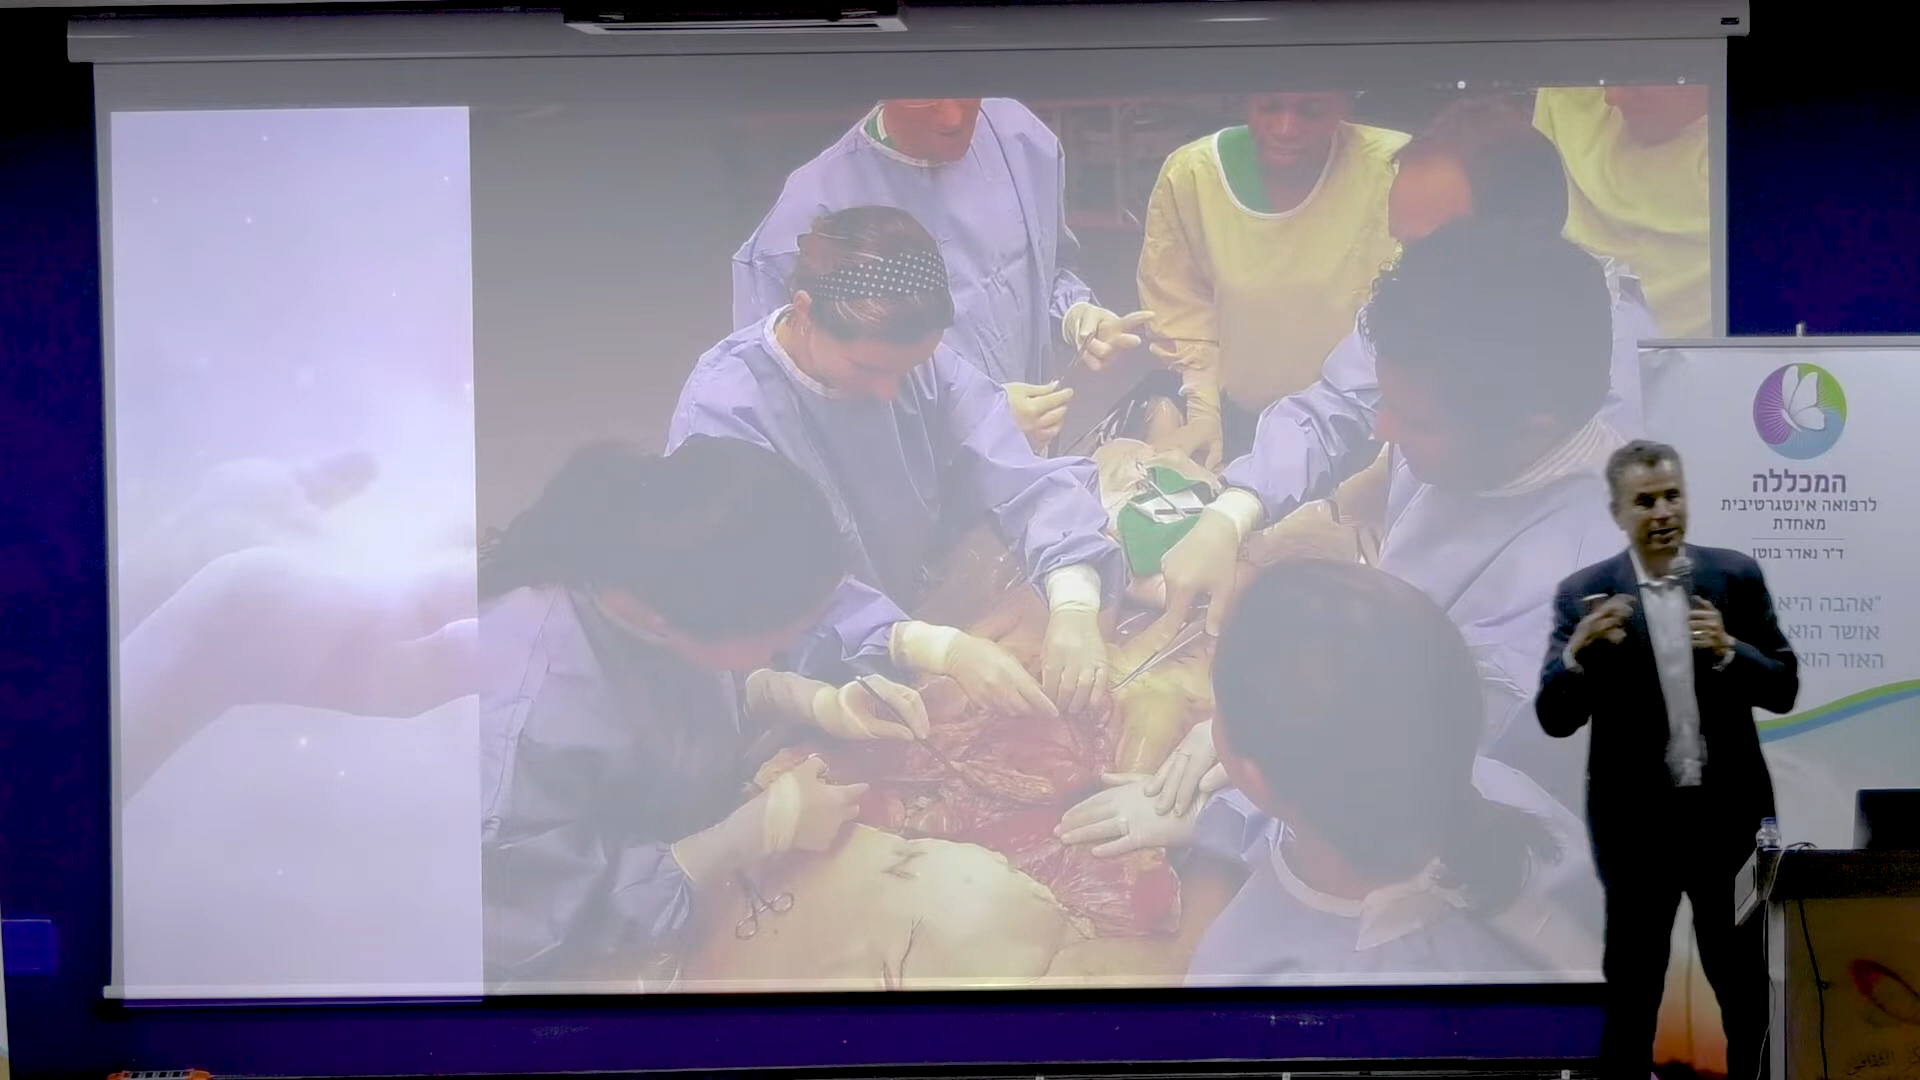 המכללה
לרפואה אינטגרטיבית
מאחדת
ד״ר נאדר בוטו
״אהבה היא
אושר הוא
האור הוא